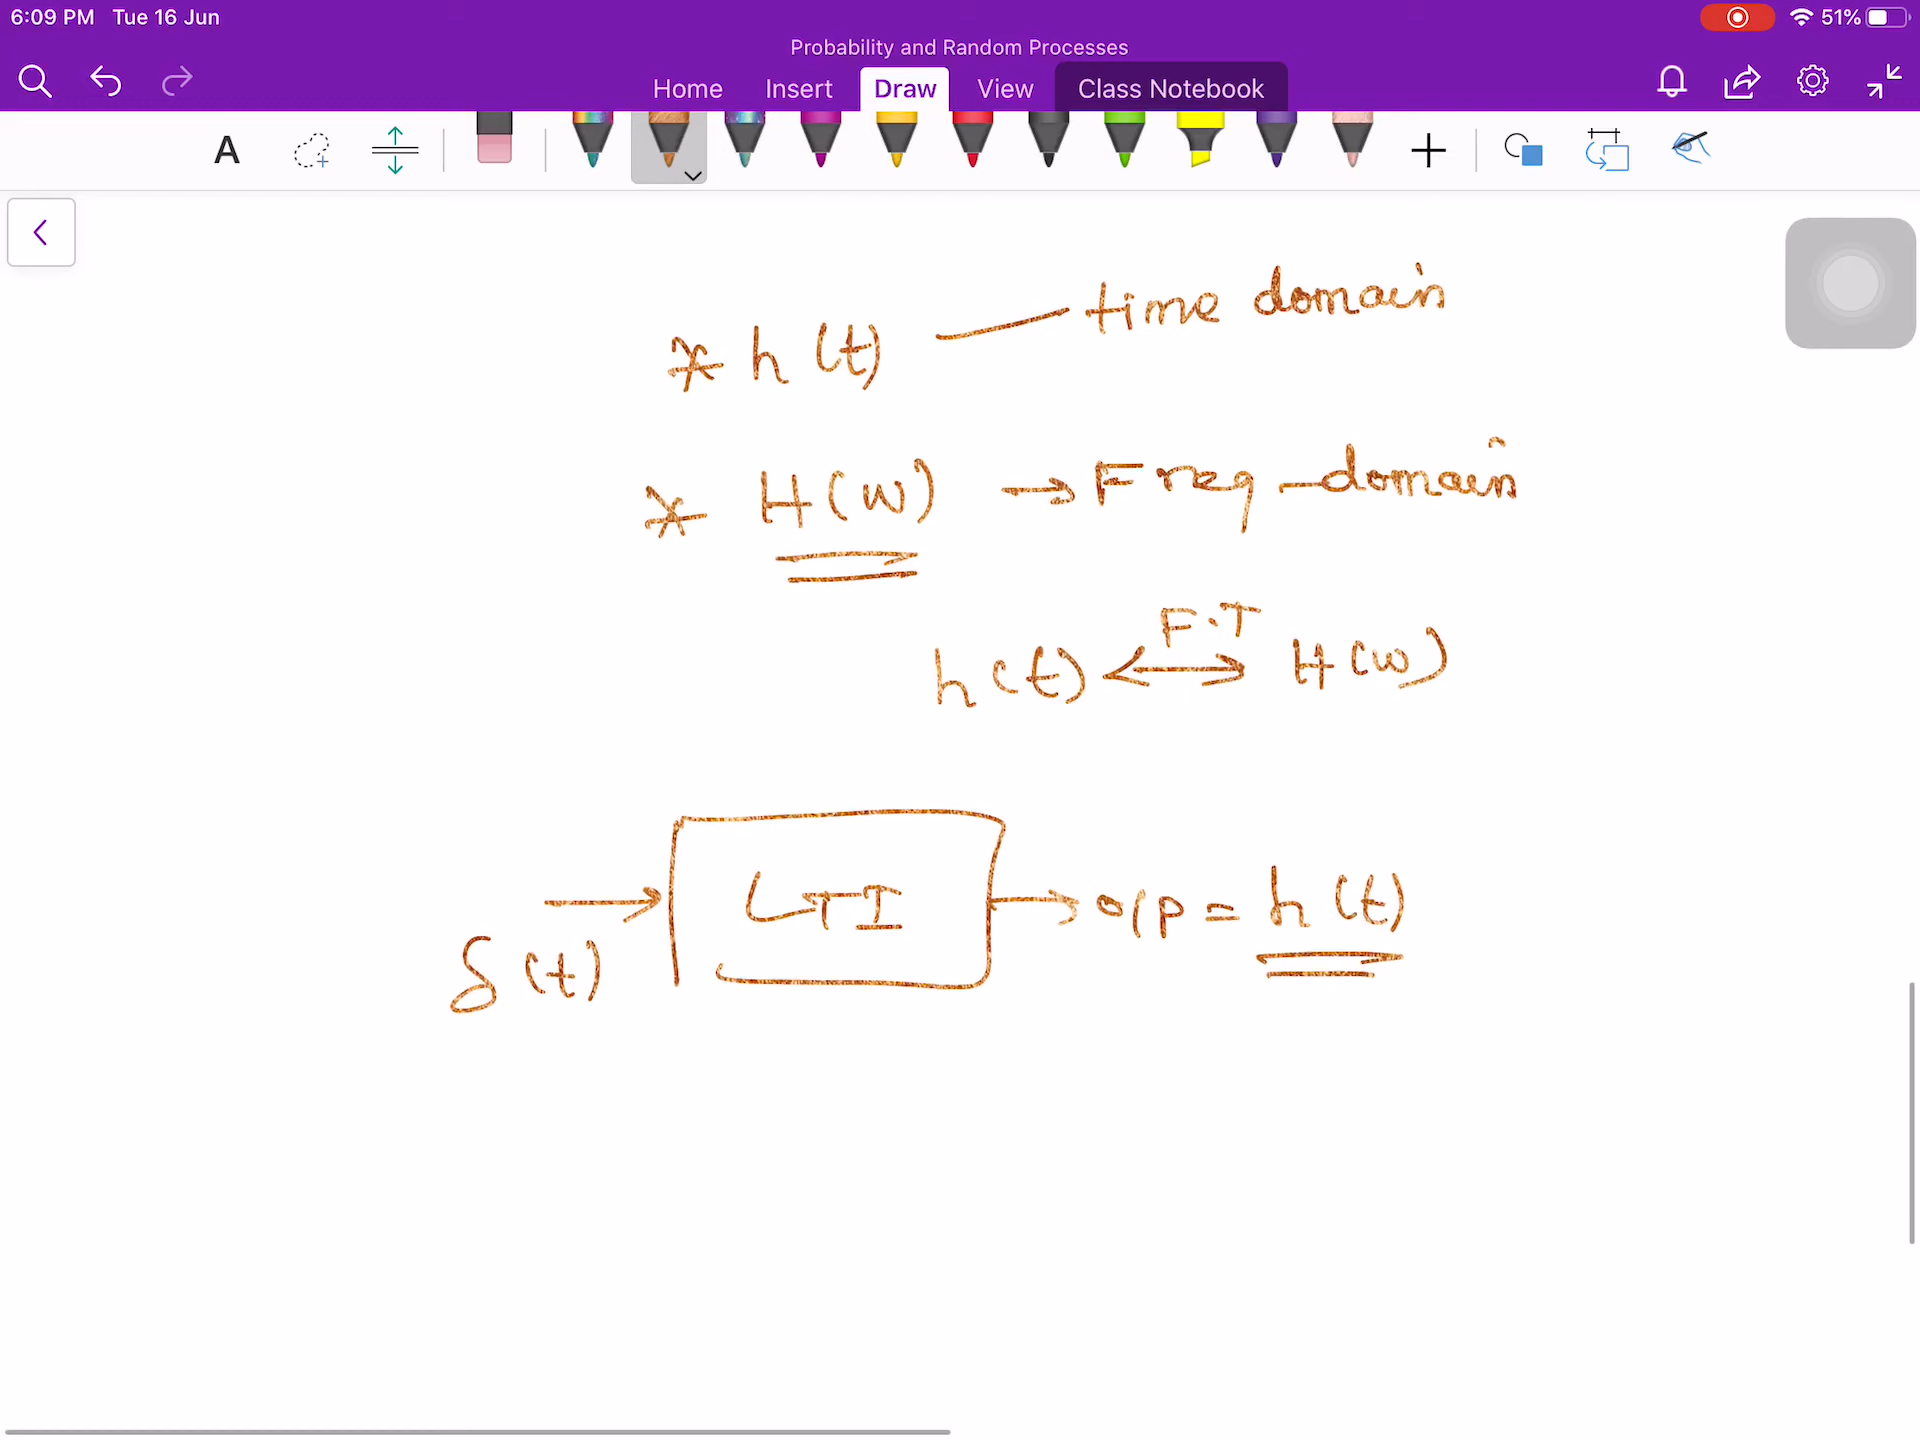 6:09 PM Tue 16 Jun 51%
Probability and Random Processes
Home Insert Draw View Class Notebook
A
* h(t) — time domain
* H(w) → Freq - domain
F.T
h(t) ↔ H(w)
LTI → o/p = h(t)
δ(t)